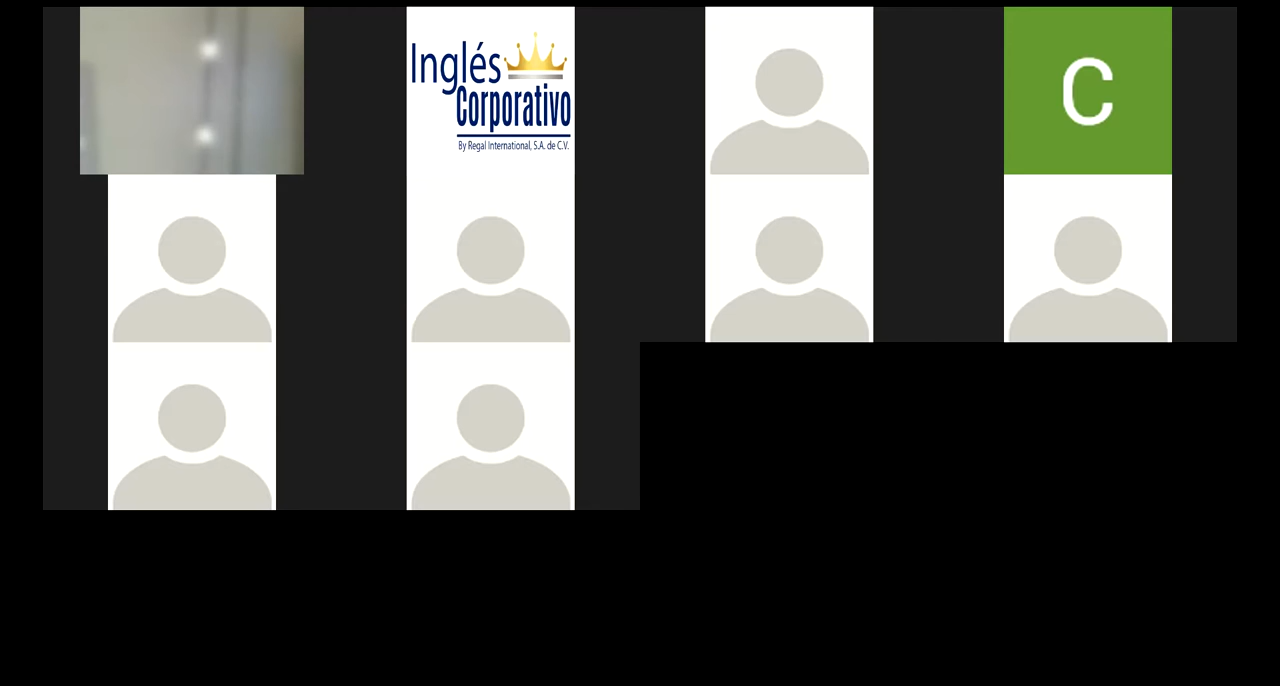 Inglés
Corporativo
By Regal International, S.A. de C.V.
C